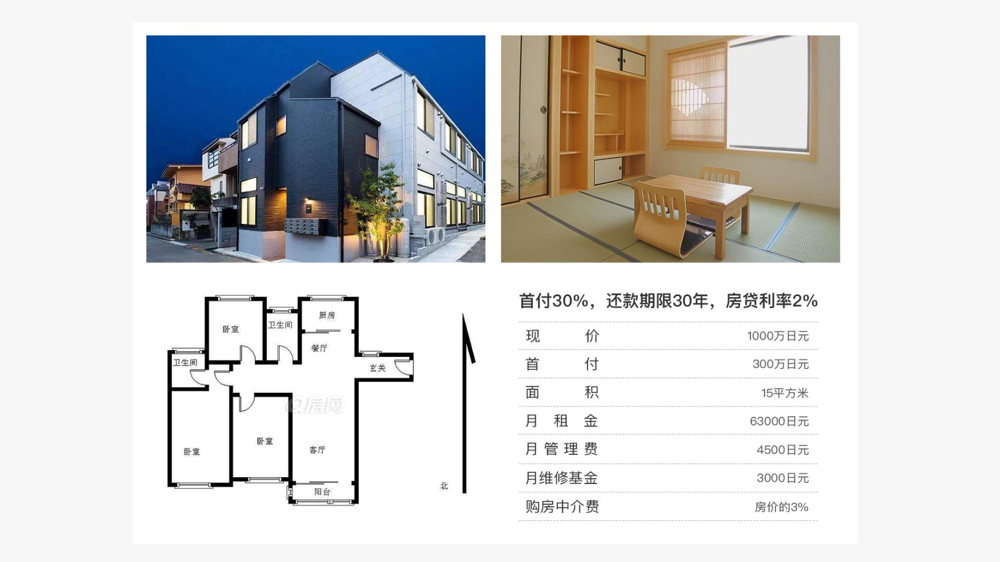 卧室
卫生间
厨房
餐厅
卫生间
玄关
Q房网
卧室
卧室
客厅
阳台
北
首付30%，还款期限30年，房贷利率2%
现价 1000万日元
首付 300万日元
面积 15平方米
月租金 63000日元
月管理费 4500日元
月维修基金 3000日元
购房中介费 房价的3%